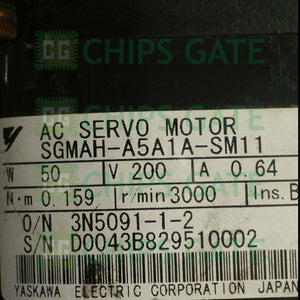 CHIPS GATE
AC SERVO MOTOR
SGMAH-A5A1A-SM11
W 50 V 200 A 0.64
N·m 0.159 r/min 3000 Ins. B
O/N 3N5091-1-2
S/N D0043B829510002
YASKAWA ELECTRIC CORPORATION JAPAN